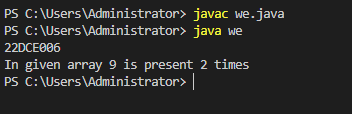 PS C:\Users\Administrator> javac we.java
PS C:\Users\Administrator> java we
22DCE006
In given array 9 is present 2 times
PS C:\Users\Administrator>